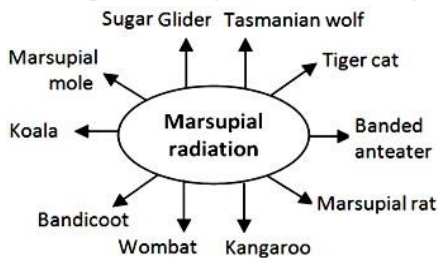 Sugar Glider Tasmanian wolf
Marsupial
mole
Tiger cat
Koala
Marsupial
radiation
Banded
anteater
Marsupial rat
Bandicoot
Wombat Kangaroo